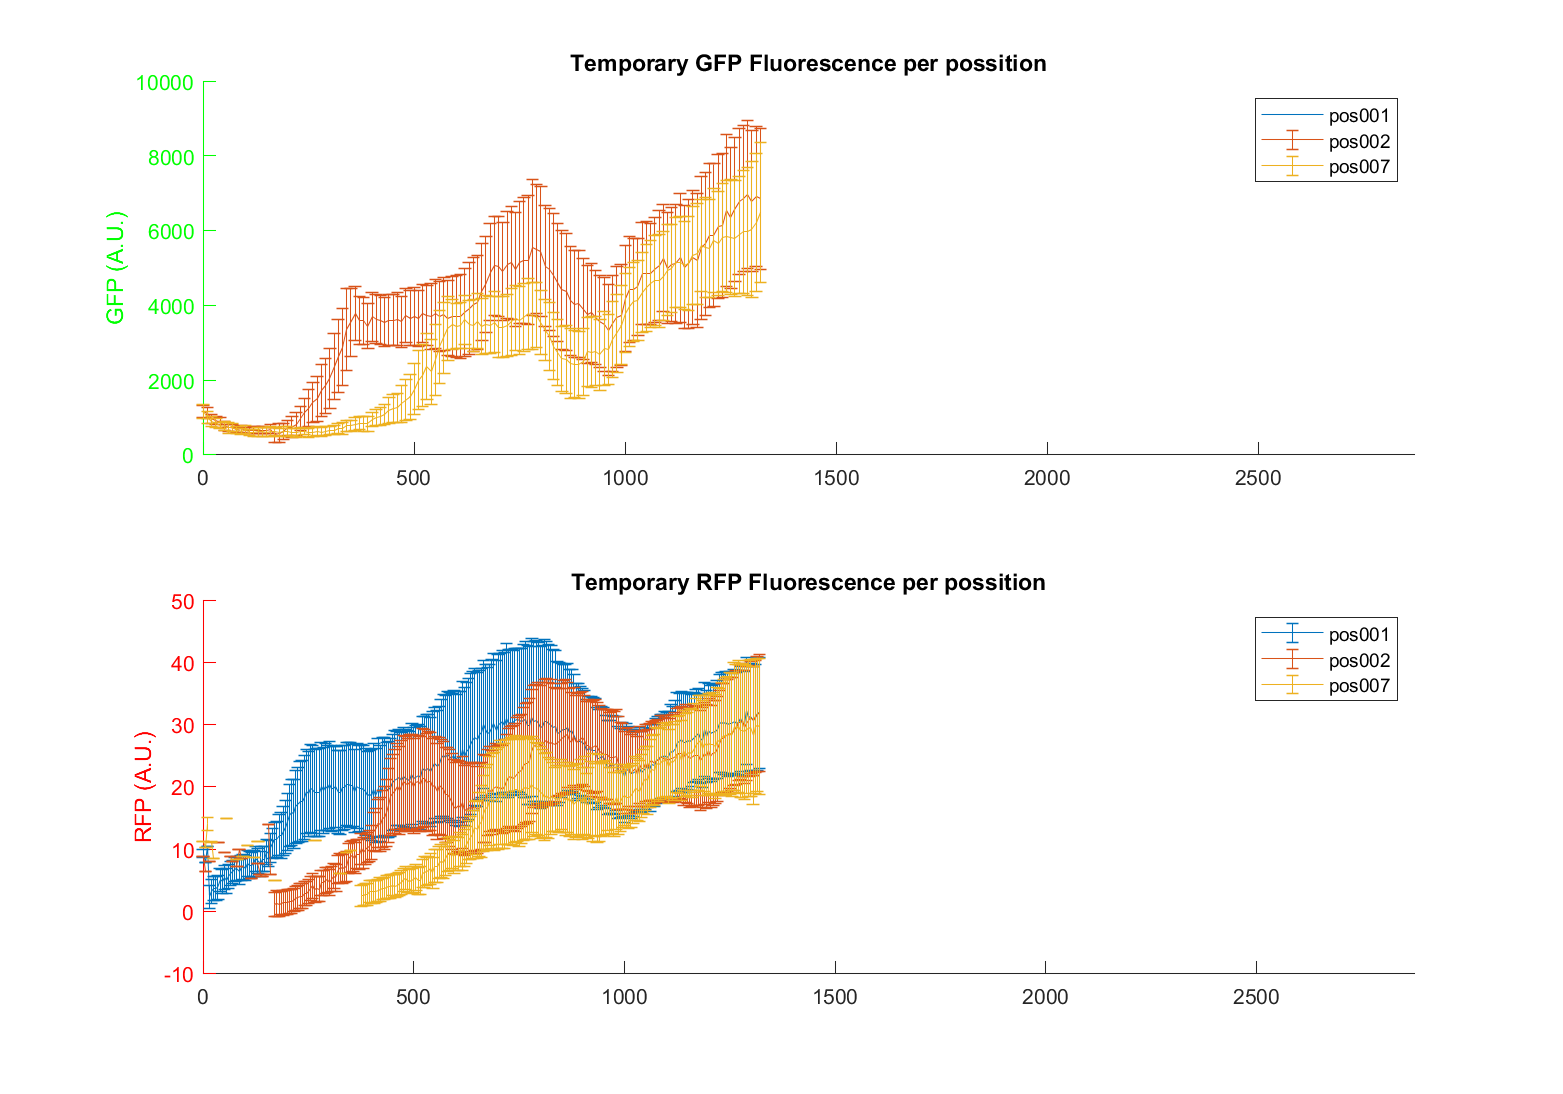 Temporary GFP Fluorescence per possition
10000
8000
6000
4000
2000
0
GFP (A.U.)
0 500 1000 1500 2000 2500
pos001
pos002
pos007
Temporary RFP Fluorescence per possition
50
40
30
20
10
0
-10
RFP (A.U.)
0 500 1000 1500 2000 2500
pos001
pos002
pos007